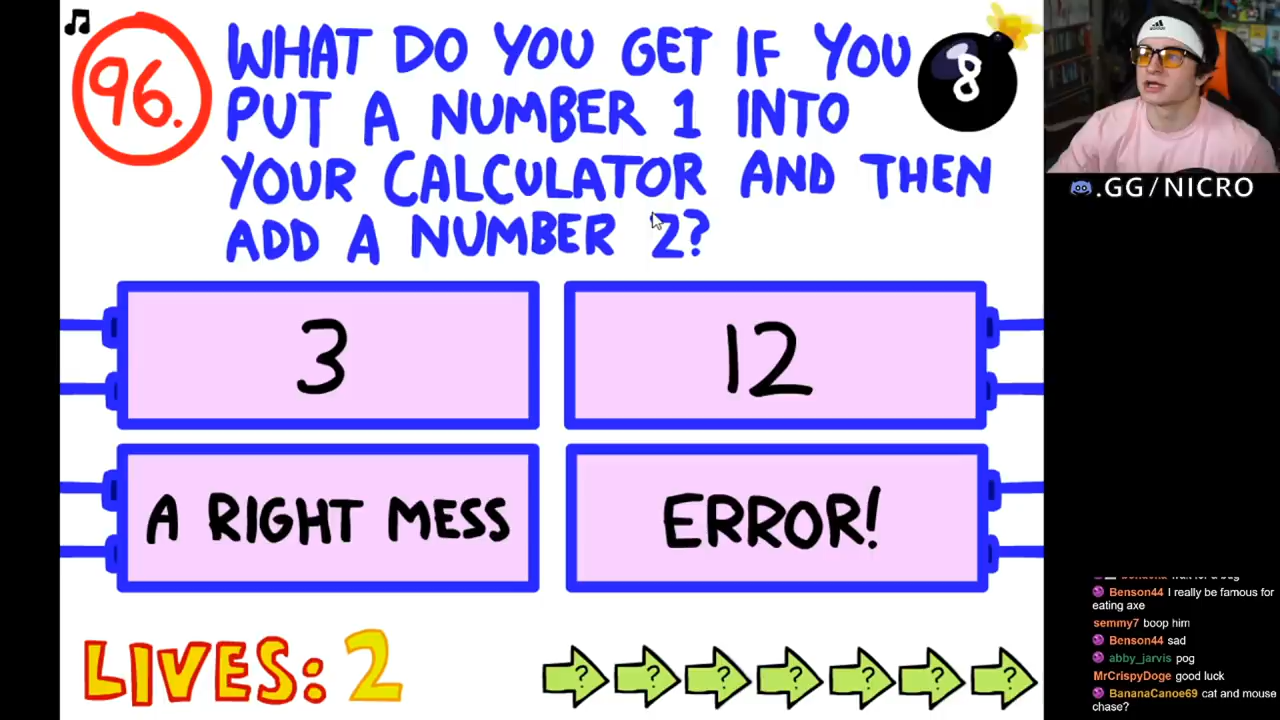 96.
WHAT DO YOU GET IF YOU
PUT A NUMBER 1 INTO
YOUR CALCULATOR AND THEN
ADD A NUMBER 2?
8
3
12
A RIGHT MESS
ERROR!
LIVES: 2
? ? ? ? ? ? ?
.GG/NICRO
Benson44 I really be famous for
eating axe
semmy7 boop him
Benson44 sad
abby_jarvis pog
MrCrispyDoge good luck
BananaCanoe69 cat and mouse
chase?